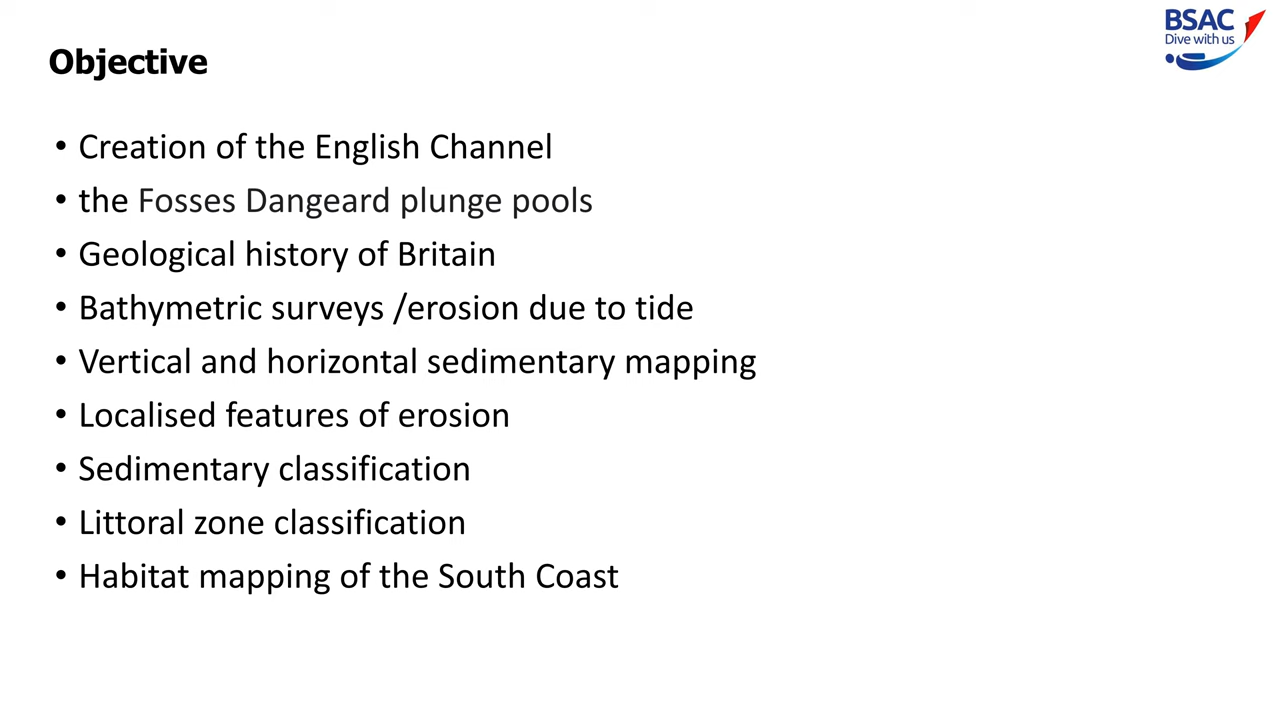 BSAC
Dive with us
Objective
• Creation of the English Channel
• the Fosses Dangeard plunge pools
• Geological history of Britain
• Bathymetric surveys /erosion due to tide
• Vertical and horizontal sedimentary mapping
• Localised features of erosion
• Sedimentary classification
• Littoral zone classification
• Habitat mapping of the South Coast